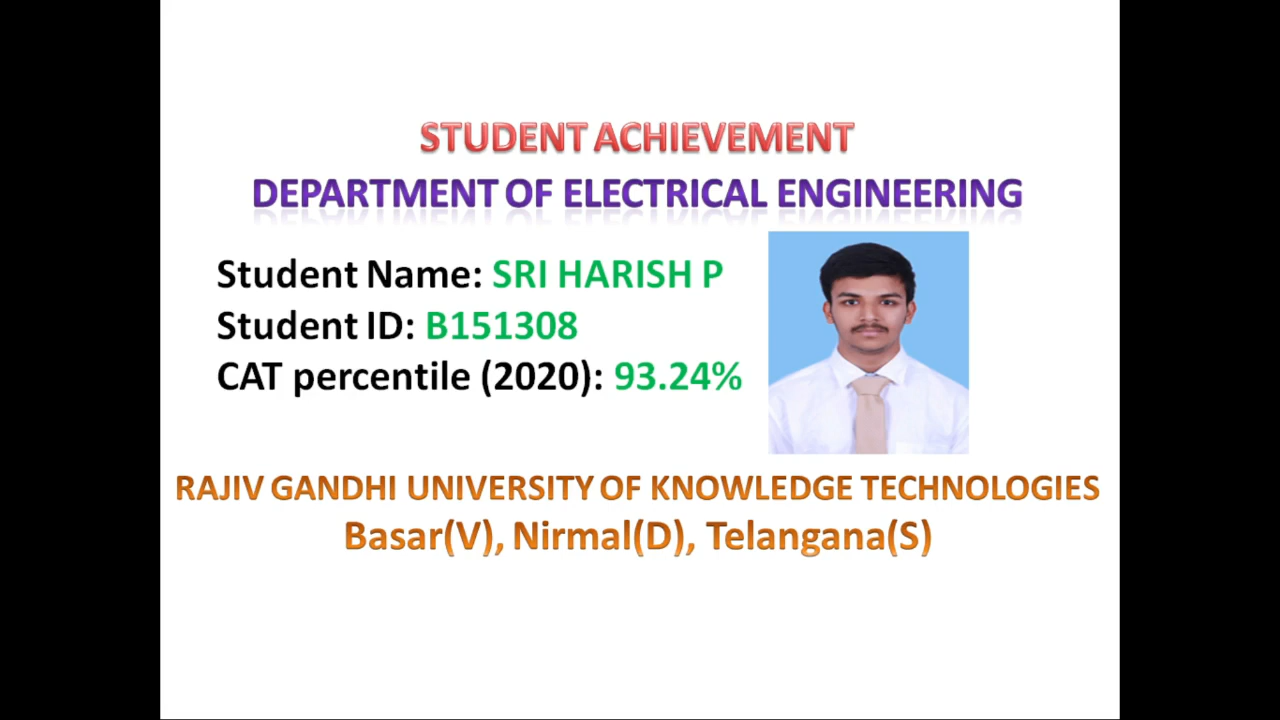 STUDENT ACHIEVEMENT
DEPARTMENT OF ELECTRICAL ENGINEERING
Student Name: SRI HARISH P
Student ID: B151308
CAT percentile (2020): 93.24%
RAJIV GANDHI UNIVERSITY OF KNOWLEDGE TECHNOLOGIES
Basar(V), Nirmal(D), Telangana(S)